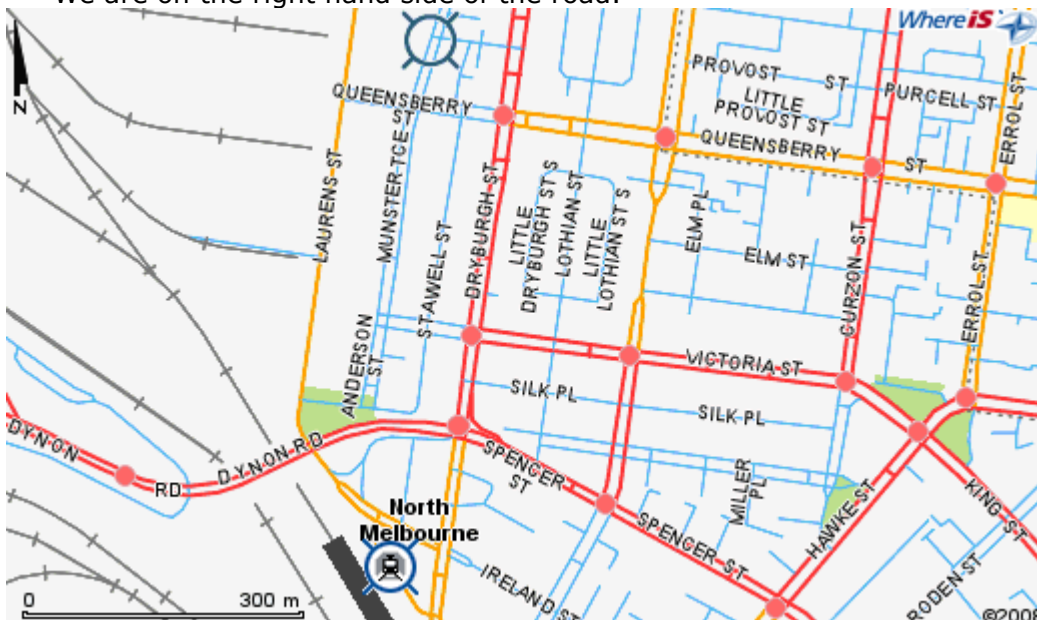 We are on the right hand side of the road.
WhereiS
N
PROVOST ST
LITTLE
PROVOST ST
PURCELL ST
ERROL ST
QUEENSBERRY
ST
QUEENSBERRY ST
LAURENS ST
MUNSTER TCE
STAWELL ST
DRYBURGH ST
LITTLE
DRYBURGH ST S
LOTHIAN ST
LITTLE
LOTHIAN ST S
ELM PL
ELM ST
CURZON ST
ERROL ST
ANDERSON
ST
VICTORIA ST
SILK PL
SILK PL
DYNON RD
DYNON RD
SPENCER
ST
MILLER
PL
HAWKE ST
KING ST
North
Melbourne
SPENCER ST
IRELAND ST
RODEN ST
0 300 m
©2008